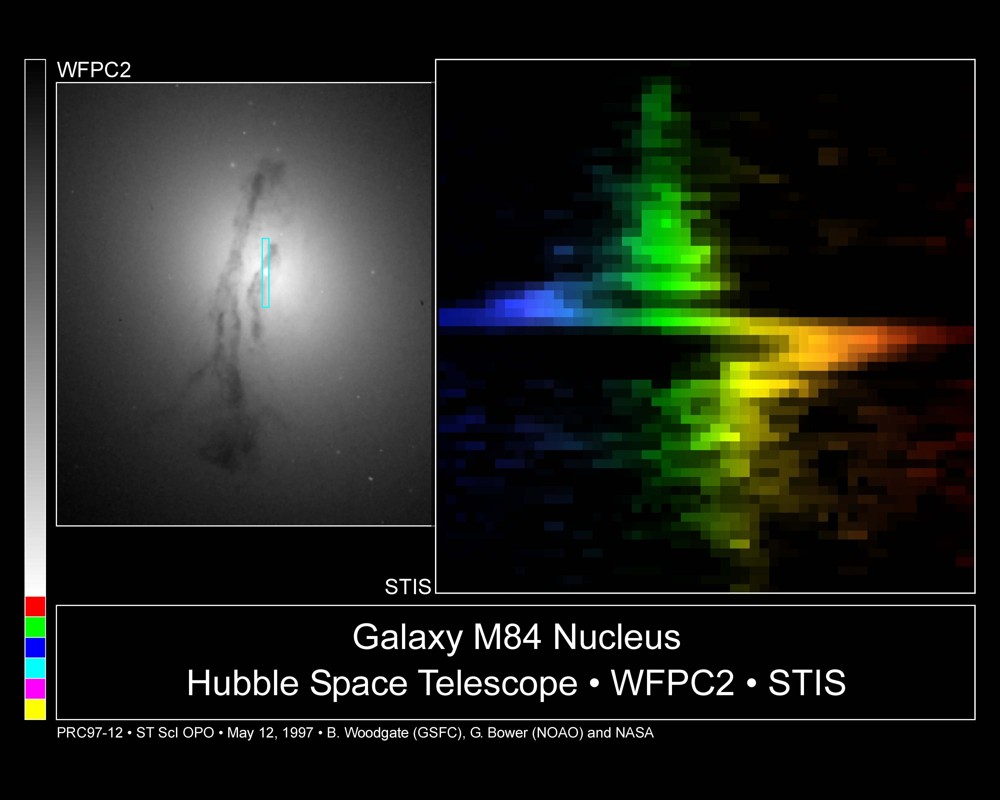 WFPC2
STIS
Galaxy M84 Nucleus
Hubble Space Telescope • WFPC2 • STIS
PRC97-12 • ST ScI OPO • May 12, 1997 • B. Woodgate (GSFC), G. Bower (NOAO) and NASA